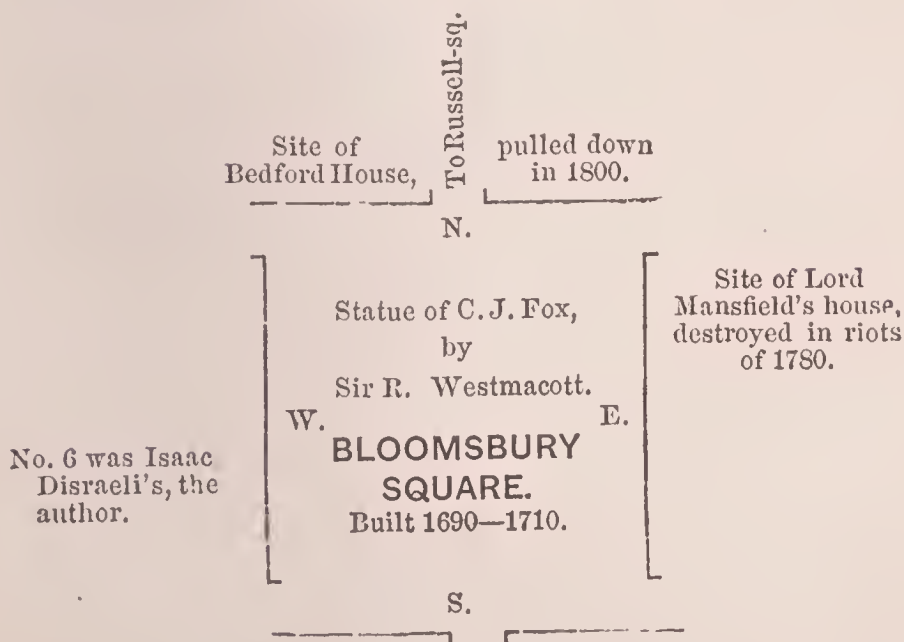 To Russell-sq.
Site of
Bedford House,
pulled down
in 1800.
N.
Statue of C. J. Fox,
by
Sir R. Westmacott.
W.
E.
BLOOMSBURY
SQUARE.
Built 1690—1710.
Site of Lord
Mansfield's house,
destroyed in riots
of 1780.
No. 6 was Isaac
Disraeli's, the
author.
S.